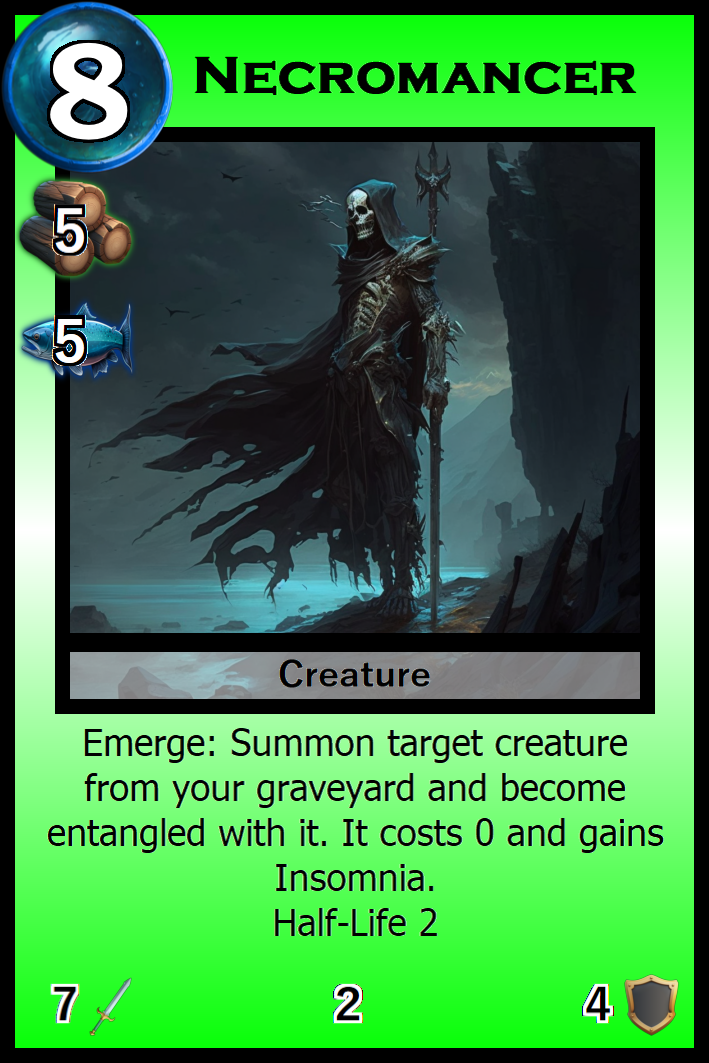 8
Necromancer
5
5
Creature
Emerge: Summon target creature
from your graveyard and become
entangled with it. It costs 0 and gains
Insomnia.
Half-Life 2
7 2 4